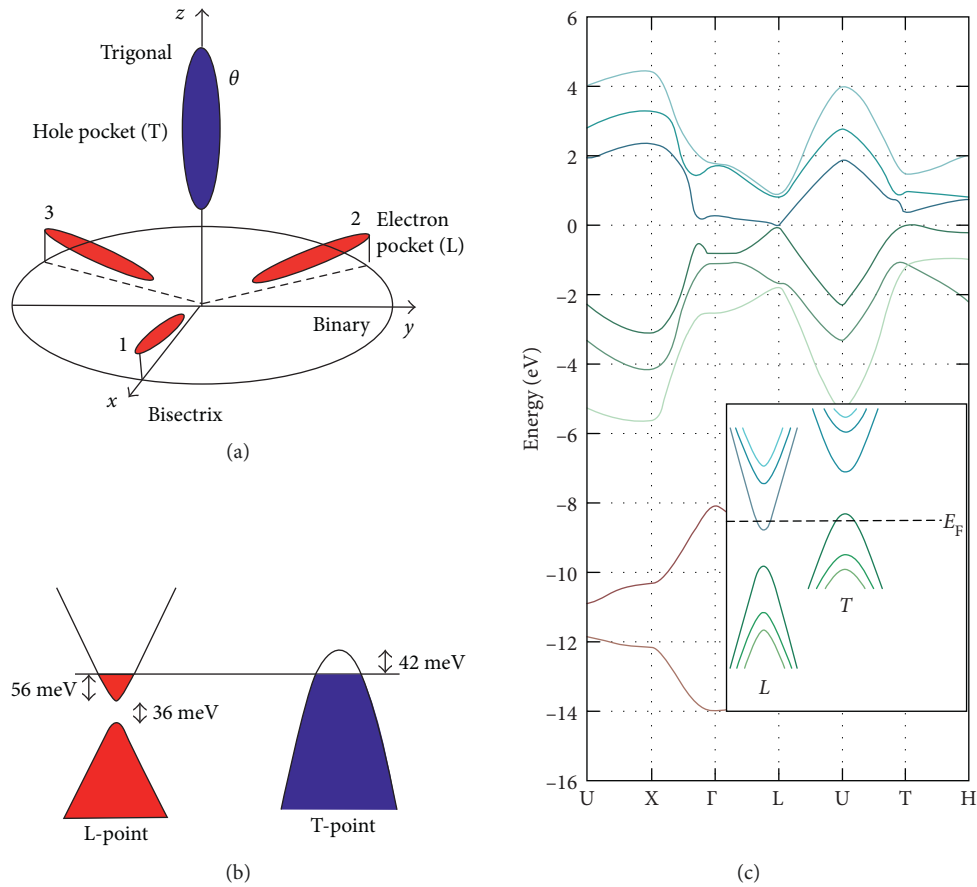 z
Trigonal
θ
Hole pocket (T)
3
2
Electron
pocket (L)
Binary
y
1
x
Bisectrix
(a)
56 meV
36 meV
42 meV
L-point
T-point
(b)
6
4
2
0
−2
−4
−6
−8
−10
−12
−14
−16
Energy (eV)
U
X
Γ
L
U
T
H
E_F
T
L
(c)